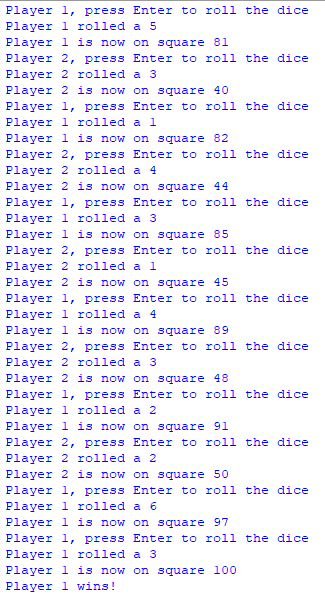 Player 1, press Enter to roll the dice
Player 1 rolled a 5
Player 1 is now on square 81
Player 2, press Enter to roll the dice
Player 2 rolled a 3
Player 2 is now on square 40
Player 1, press Enter to roll the dice
Player 1 rolled a 1
Player 1 is now on square 82
Player 2, press Enter to roll the dice
Player 2 rolled a 4
Player 2 is now on square 44
Player 1, press Enter to roll the dice
Player 1 rolled a 3
Player 1 is now on square 85
Player 2, press Enter to roll the dice
Player 2 rolled a 1
Player 2 is now on square 45
Player 1, press Enter to roll the dice
Player 1 rolled a 4
Player 1 is now on square 89
Player 2, press Enter to roll the dice
Player 2 rolled a 3
Player 2 is now on square 48
Player 1, press Enter to roll the dice
Player 1 rolled a 2
Player 1 is now on square 91
Player 2, press Enter to roll the dice
Player 2 rolled a 2
Player 2 is now on square 50
Player 1, press Enter to roll the dice
Player 1 rolled a 6
Player 1 is now on square 97
Player 1, press Enter to roll the dice
Player 1 rolled a 3
Player 1 is now on square 100
Player 1 wins!